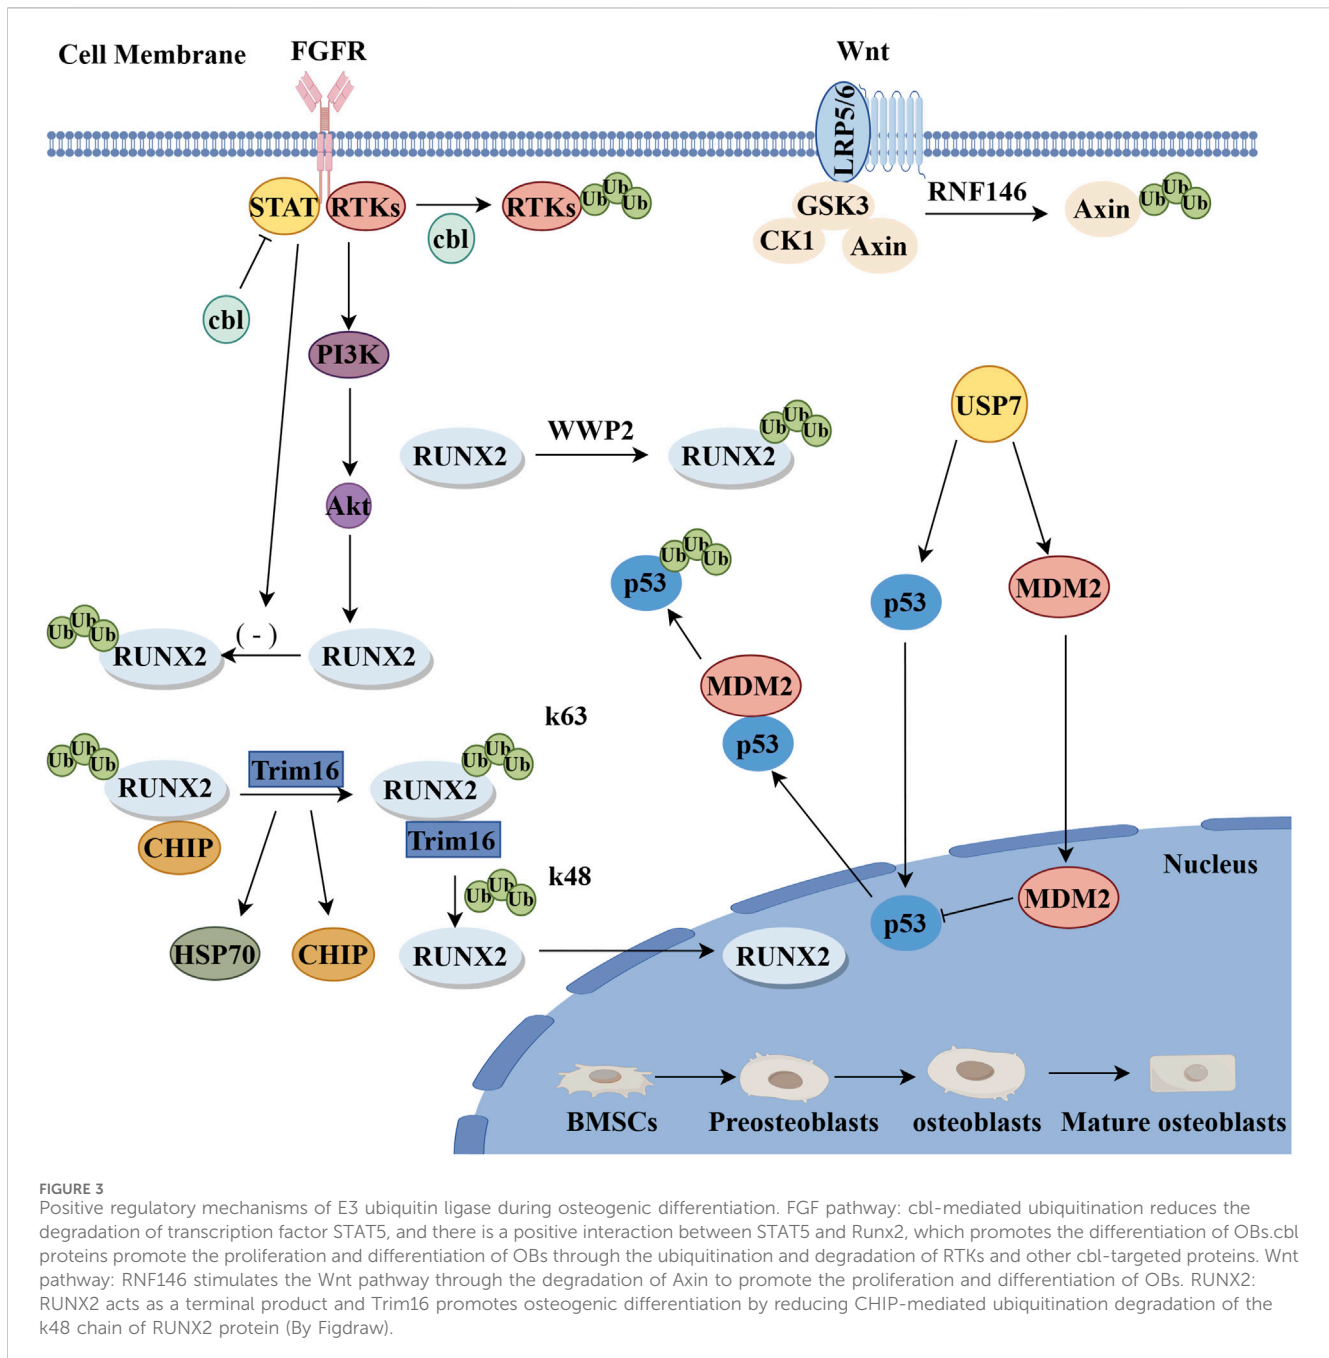 Cell Membrane
FGFR
Wnt
LRP5/6
STAT
RTKs
cbl
RTKs
Ub
Ub
Ub
GSK3
CK1
Axin
RNF146
Axin
Ub
Ub
Ub
cbl
PI3K
Akt
RUNX2
WWP2
RUNX2
Ub
Ub
Ub
USP7
p53
MDM2
p53
Ub
Ub
Ub
MDM2
p53
Ub
Ub
Ub
RUNX2
( - )
RUNX2
Ub
Ub
Ub
RUNX2
CHIP
Trim16
k63
RUNX2
Ub
Ub
Ub
Trim16
k48
Ub
Ub
Ub
HSP70
CHIP
RUNX2
RUNX2
p53
MDM2
Nucleus
BMSCs
Preosteoblasts
osteoblasts
Mature osteoblasts
FIGURE 3
Positive regulatory mechanisms of E3 ubiquitin ligase during osteogenic differentiation. FGF pathway: cbl-mediated ubiquitination reduces the
degradation of transcription factor STAT5, and there is a positive interaction between STAT5 and Runx2, which promotes the differentiation of OBs.cbl
proteins promote the proliferation and differentiation of OBs through the ubiquitination and degradation of RTKs and other cbl-targeted proteins. Wnt
pathway: RNF146 stimulates the Wnt pathway through the degradation of Axin to promote the proliferation and differentiation of OBs. RUNX2:
RUNX2 acts as a terminal product and Trim16 promotes osteogenic differentiation by reducing CHIP-mediated ubiquitination degradation of the
k48 chain of RUNX2 protein (By Figdraw).